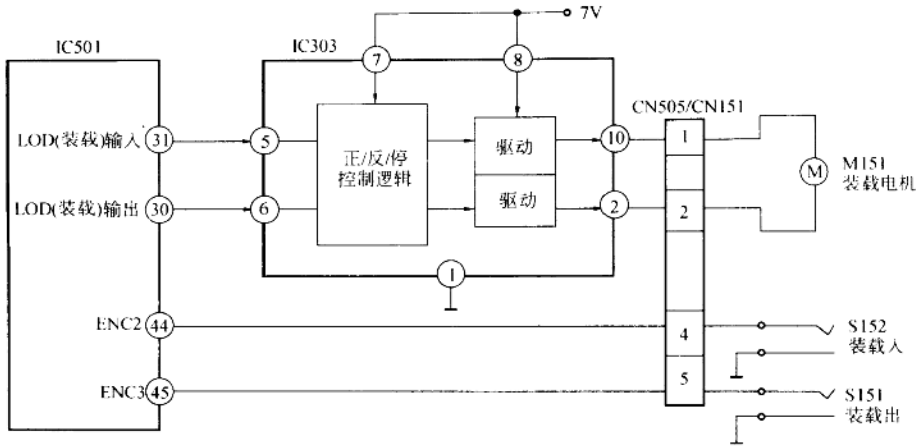 7V
IC501
IC303
7
8
CN505/CN151
LOD(装载)输入
31
5
正/反/停
控制逻辑
驱动
10
1
M
M151
装载电机
LOD(装载)输出
30
6
驱动
2
2
1
ENC2
44
4
S152
装载入
ENC3
45
5
S151
装载出